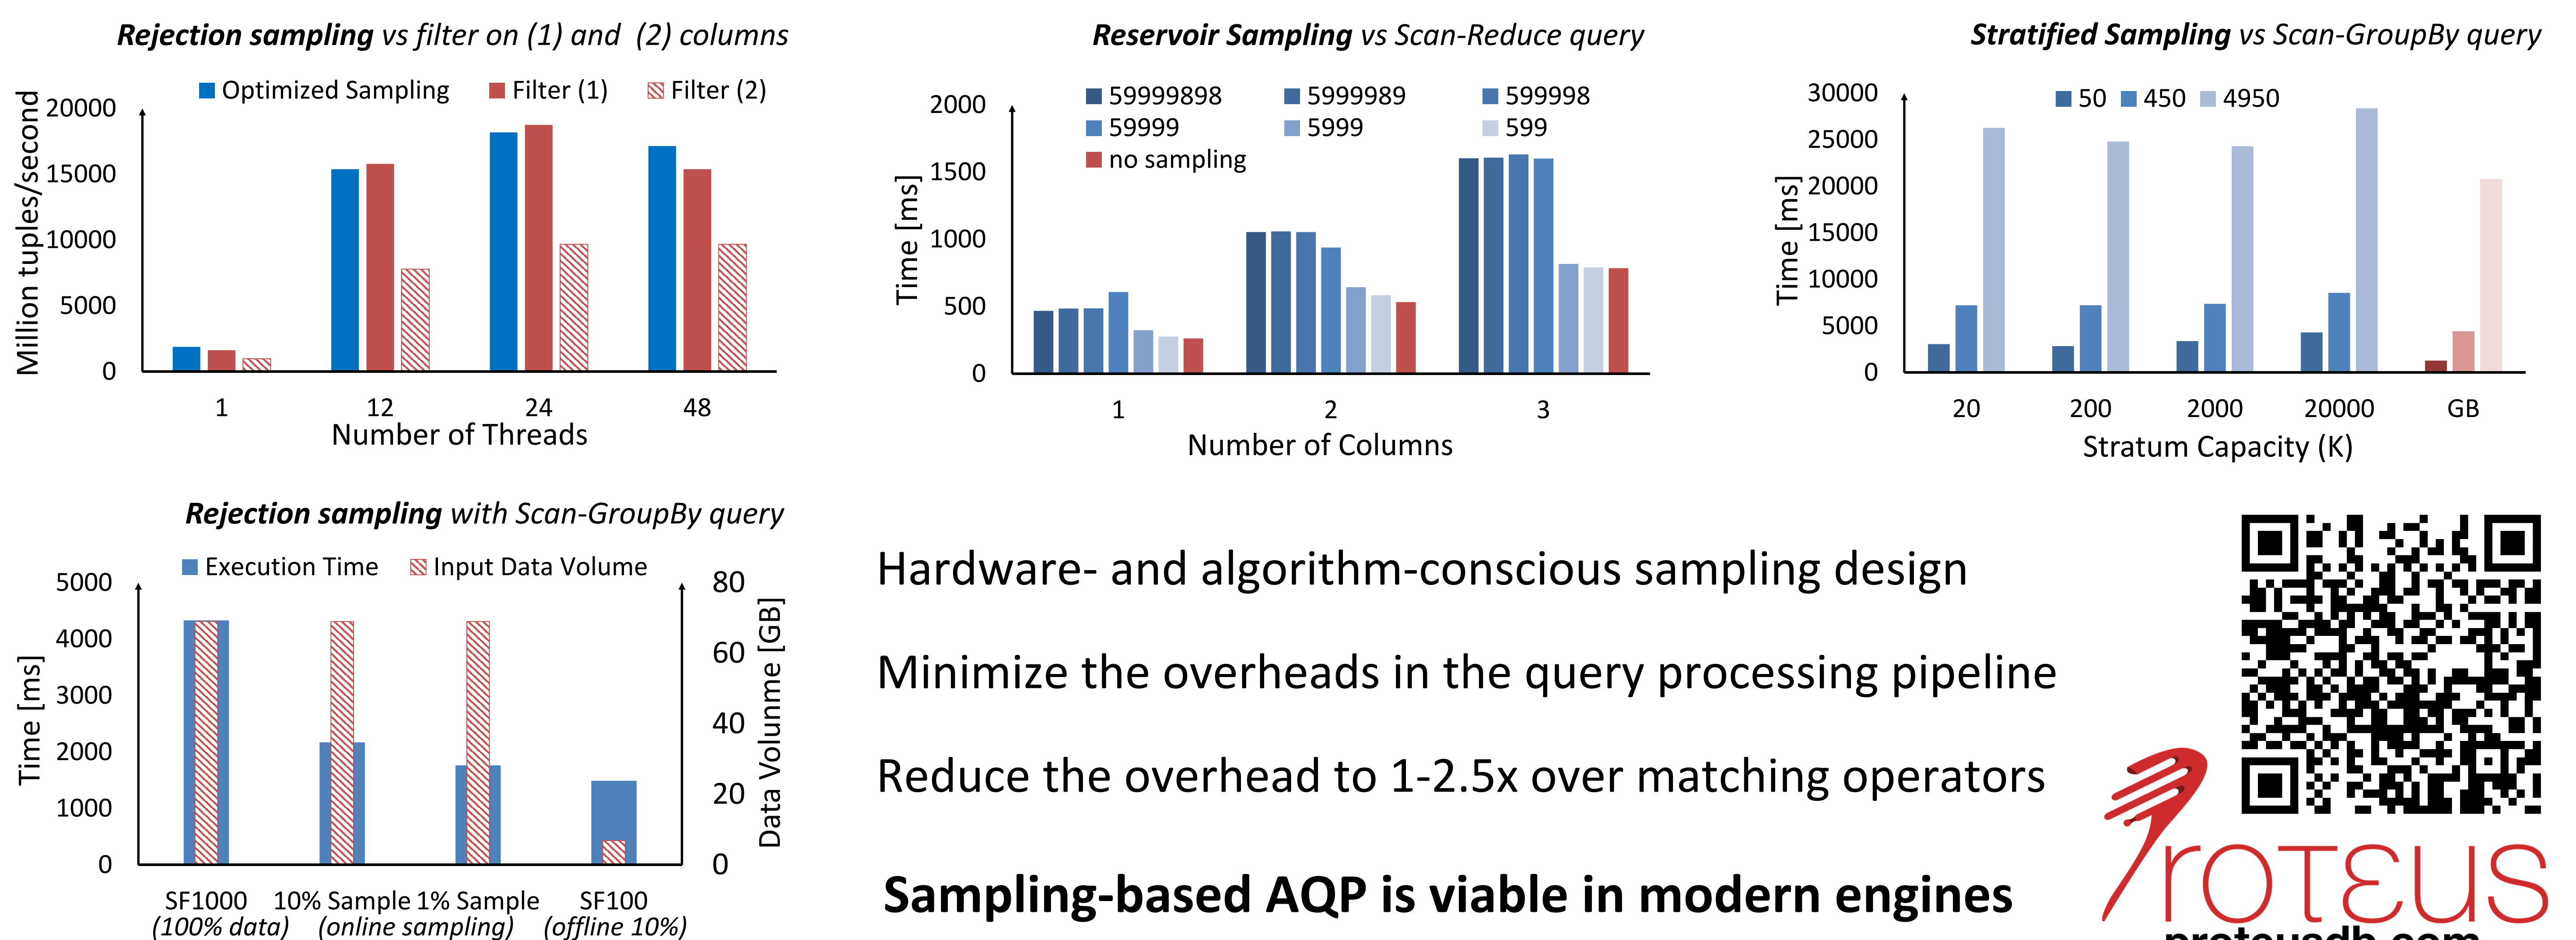 Rejection sampling vs filter on (1) and (2) columns
Optimized Sampling Filter (1) Filter (2)
Million tuples/second
20000
15000
10000
5000
0
1 12 24 48
Number of Threads
Reservoir Sampling vs Scan-Reduce query
59999898 5999989 599998
59999 5999 599
no sampling
Time [ms]
2000
1500
1000
500
0
1 2 3
Number of Columns
Stratified Sampling vs Scan-GroupBy query
50 450 4950
Time [ms]
30000
25000
20000
15000
10000
5000
0
20 200 2000 20000 GB
Stratum Capacity (K)
Rejection sampling with Scan-GroupBy query
Execution Time Input Data Volume
Time [ms]
5000
4000
3000
2000
1000
0
80
60
40
20
0
Data Volunme [GB]
SF1000 10% Sample 1% Sample SF100
(100% data) (online sampling) (offline 10%)
Hardware- and algorithm-conscious sampling design
Minimize the overheads in the query processing pipeline
Reduce the overhead to 1-2.5x over matching operators
Sampling-based AQP is viable in modern engines
Proteus
proteusdb.com